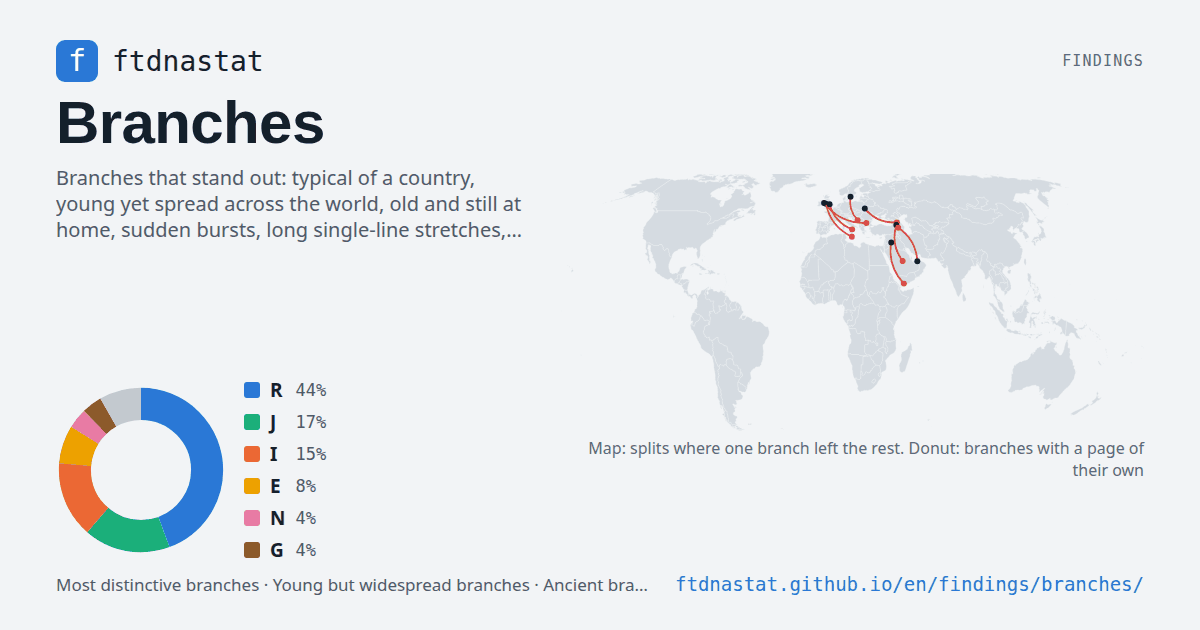 f ftdnastat
FINDINGS
Branches
Branches that stand out: typical of a country,
young yet spread across the world, old and still at
home, sudden bursts, long single-line stretches,...
R 44%
J 17%
I 15%
E 8%
N 4%
G 4%
Map: splits where one branch left the rest. Donut: branches with a page of
their own
Most distinctive branches · Young but widespread branches · Ancient bra...
ftdnastat.github.io/en/findings/branches/